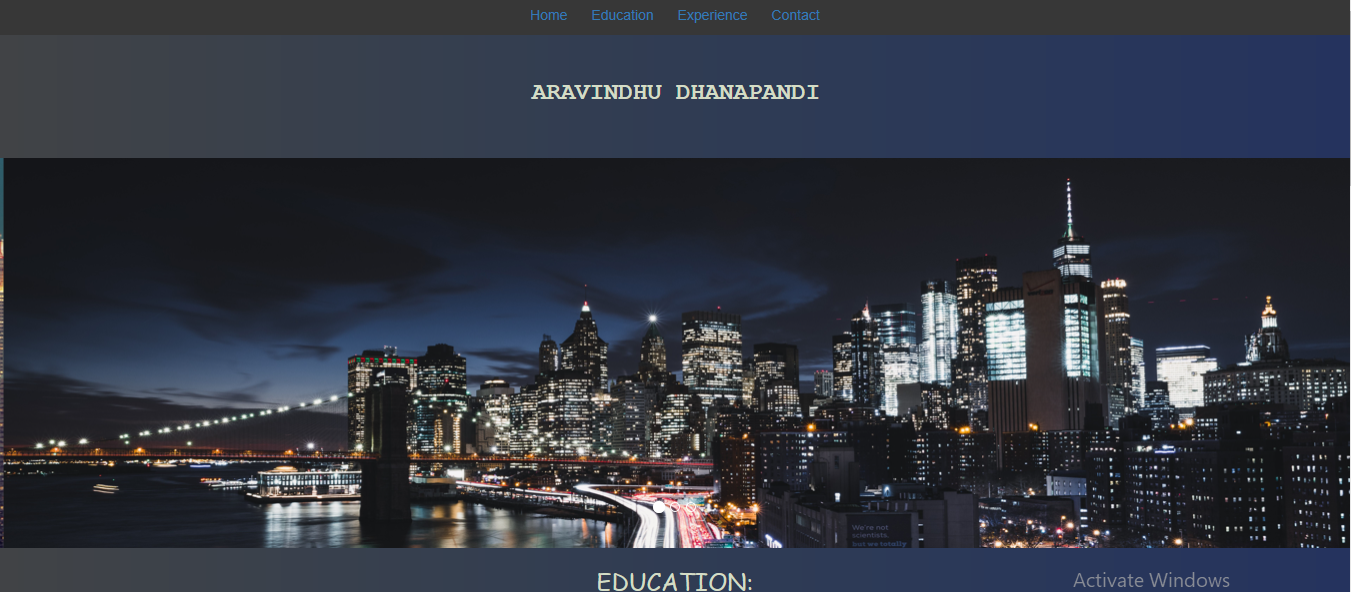 Home Education Experience Contact
ARAVINDHU DHANAPANDI
We're not
scientists.
but we totally
EDUCATION:
Activate Windows